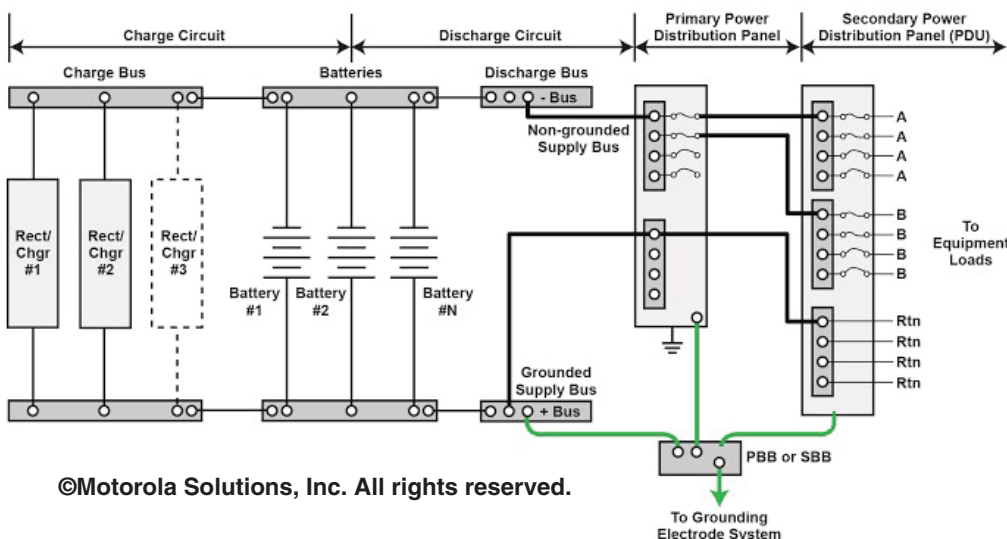 Charge Circuit
Discharge Circuit
Primary Power
Distribution Panel
Secondary Power
Distribution Panel (PDU)
Charge Bus
Batteries
Discharge Bus
- Bus
Non-grounded
Supply Bus
A
A
A
A
B
B
B
B
To
Equipment
Loads
Rect/
Chgr
#1
Rect/
Chgr
#2
Rect/
Chgr
#3
Battery
#1
Battery
#2
Battery
#N
Rtn
Rtn
Rtn
Rtn
Grounded
Supply Bus
+ Bus
PBB or SBB
©Motorola Solutions, Inc. All rights reserved.
To Grounding
Electrode System